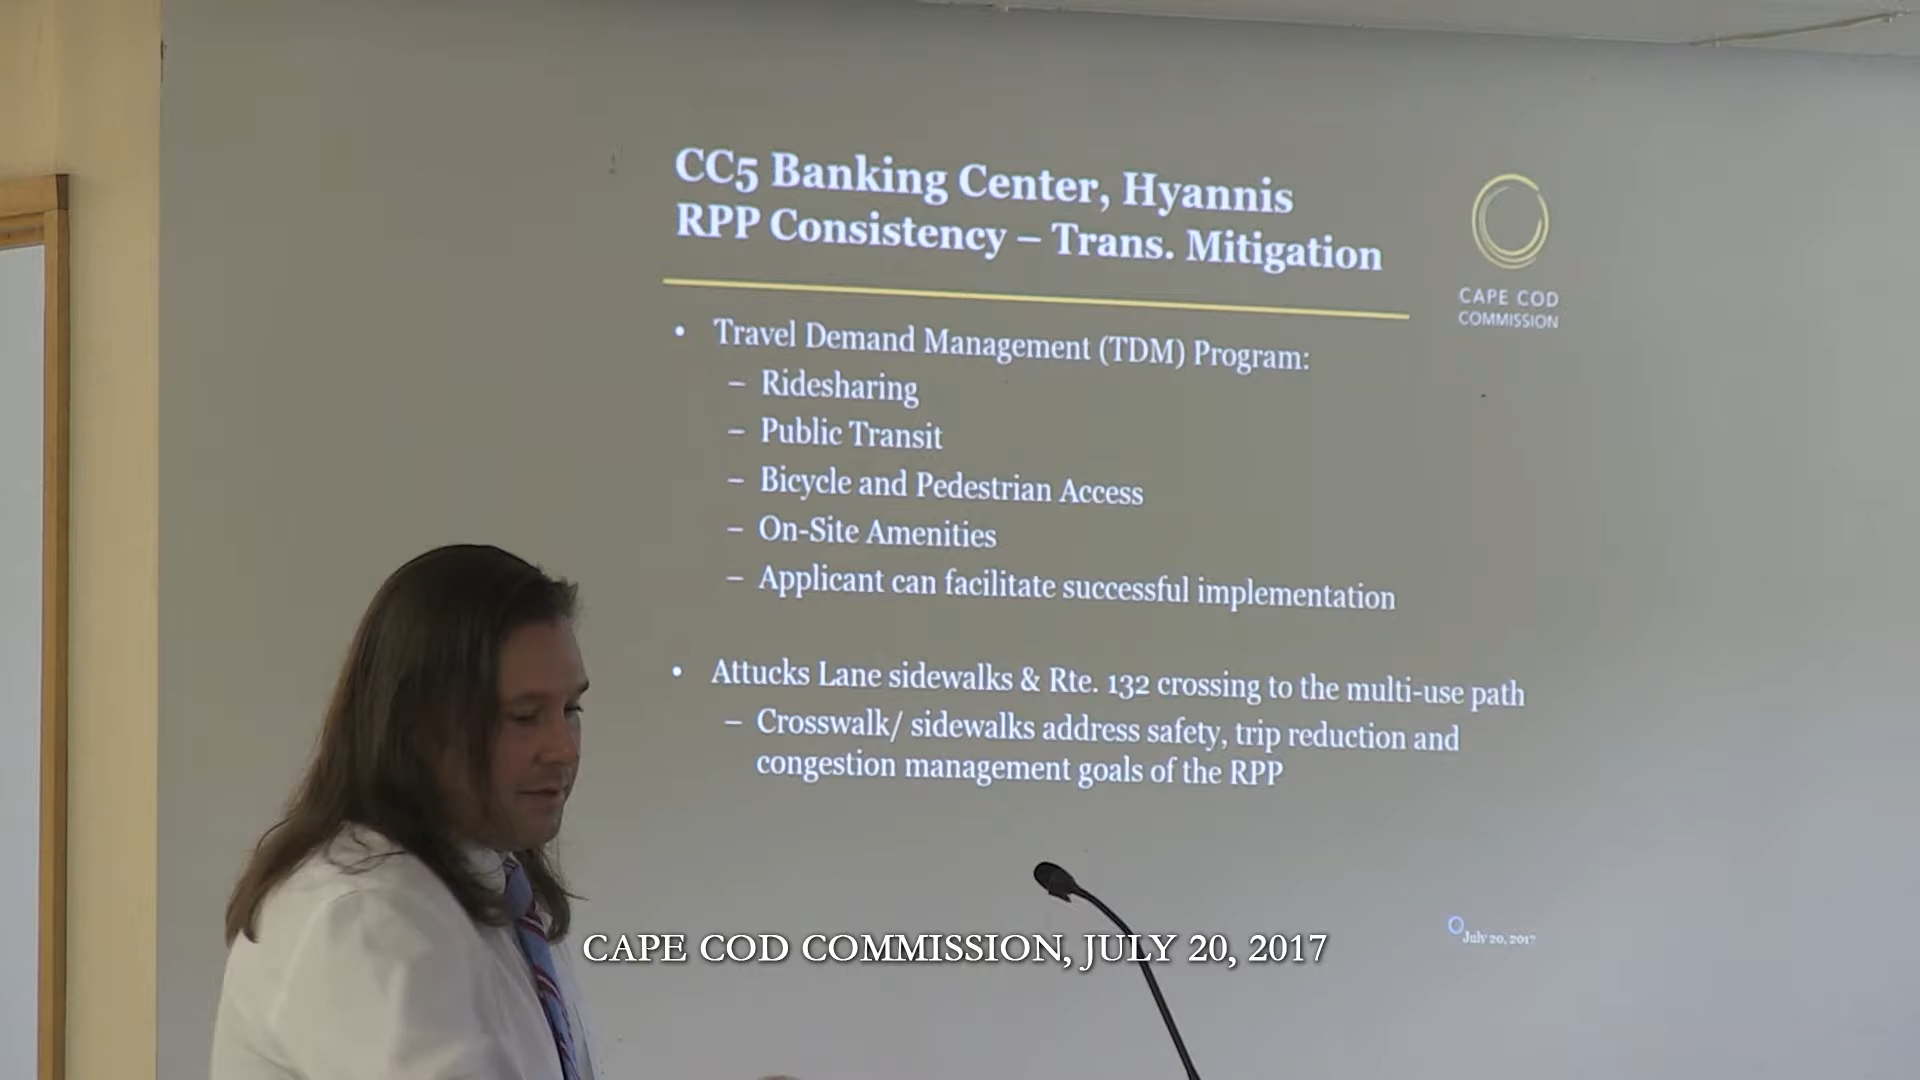 CC5 Banking Center, Hyannis
RPP Consistency – Trans. Mitigation
CAPE COD
COMMISSION
• Travel Demand Management (TDM) Program:
– Ridesharing
– Public Transit
– Bicycle and Pedestrian Access
– On-Site Amenities
– Applicant can facilitate successful implementation
• Attucks Lane sidewalks & Rte. 132 crossing to the multi-use path
– Crosswalk/ sidewalks address safety, trip reduction and
congestion management goals of the RPP
July 20, 2017
CAPE COD COMMISSION, JULY 20, 2017